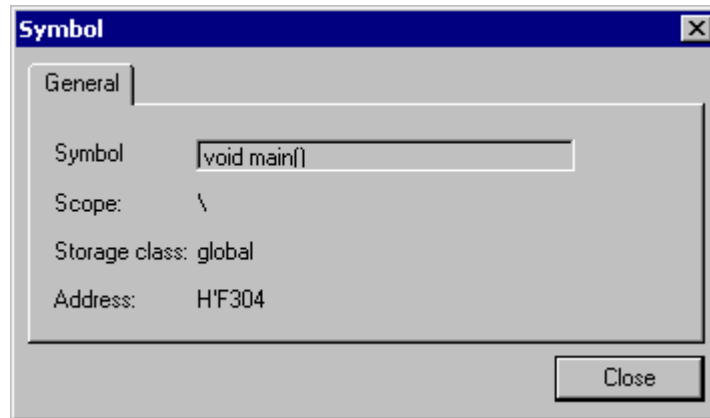 Symbol
General
Symbol void main()
Scope: \
Storage class: global
Address: H'F304
Close